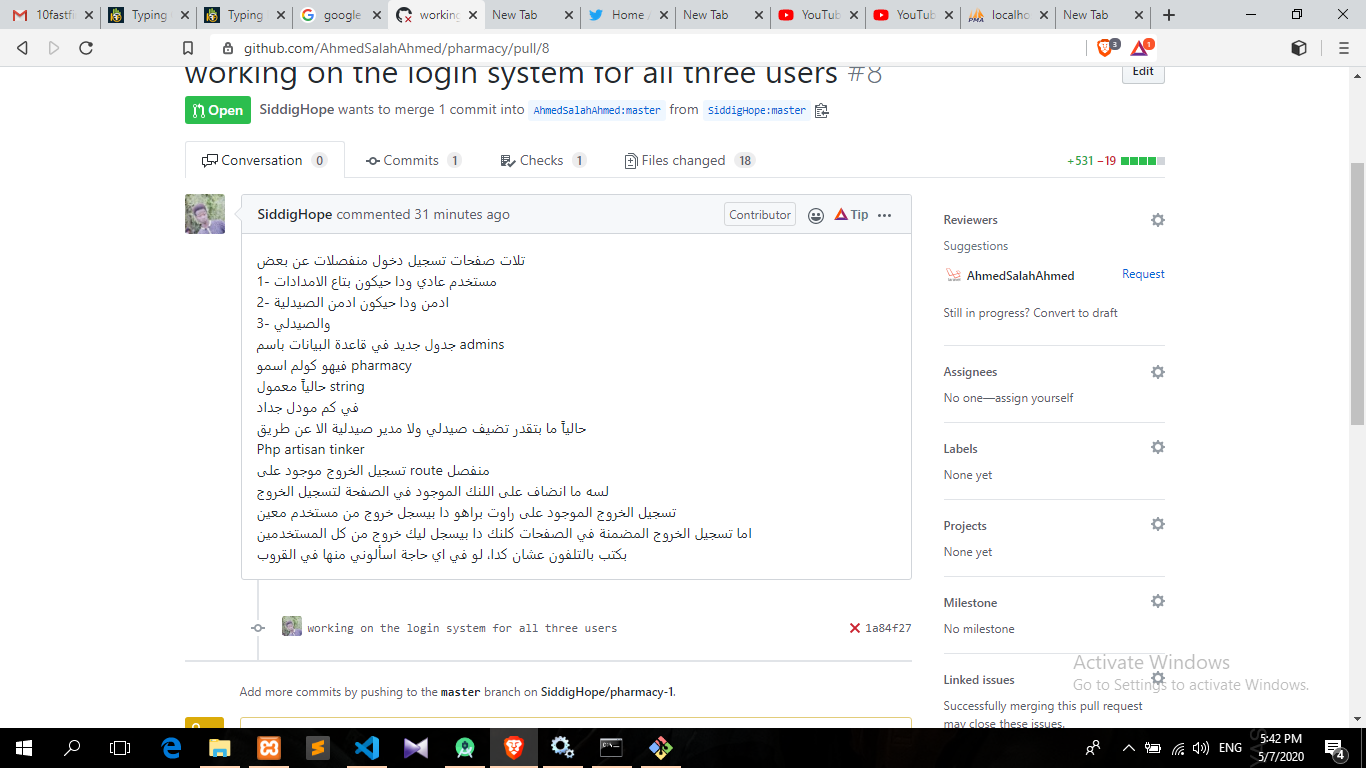 10fastfi
Typing
Typing
google
working
New Tab
Home /
New Tab
YouTub
YouTub
localho
New Tab
github.com/AhmedSalahAhmed/pharmacy/pull/8
3
1
working on the login system for all three users #8
Edit
Open
SiddigHope wants to merge 1 commit into AhmedSalahAhmed:master from SiddigHope:master
Conversation 0
Commits 1
Checks 1
Files changed 18
+531 −19
SiddigHope commented 31 minutes ago
Contributor
Tip
تلات صفحات تسجيل دخول منفصلات عن بعض
1- مستخدم عادي ودا حيكون بتاع الامدادات
2- ادمن ودا حيكون ادمن الصيدلية
3- والصيدلي
جدول جديد في قاعدة البيانات باسم admins
فيهو كولم اسمو pharmacy
حالياً معمول string
في كم مودل جداد
حالياً ما بتقدر تضيف صيدلي ولا مدير صيدلية الا عن طريق
Php artisan tinker
تسجيل الخروج موجود على route منفصل
لسه ما انضاف على اللنك الموجود في الصفحة لتسجيل الخروج
تسجيل الخروج الموجود على راوت براهو دا بيسجل خروج من مستخدم معين
اما تسجيل الخروج المضمنة في الصفحات كلنك دا بيسجل ليك خروج من كل المستخدمين
بكتب بالتلفون عشان كدا، لو في اي حاجة اسألوني منها في القروب
working on the login system for all three users
1a84f27
Add more commits by pushing to the master branch on SiddigHope/pharmacy-1.
Reviewers
Suggestions
AhmedSalahAhmed
Request
Still in progress? Convert to draft
Assignees
No one—assign yourself
Labels
None yet
Projects
None yet
Milestone
No milestone
Linked issues
Successfully merging this pull request
may close these issues.
Activate Windows
Go to Settings to activate Windows.
ENG
5:42 PM
5/7/2020
4